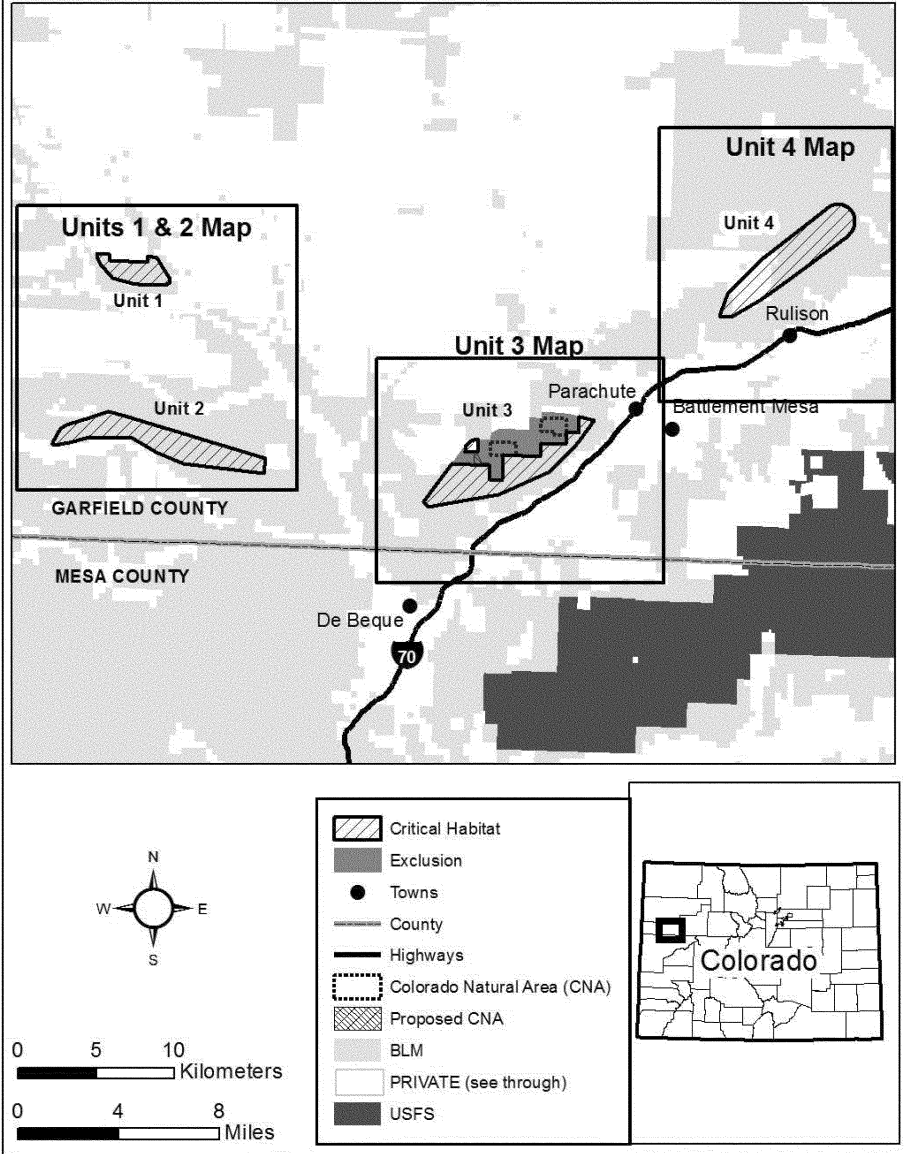 Unit 4 Map
Units 1 & 2 Map
Unit 4
Unit 1
Rulison
Unit 3 Map
Parachute
Unit 2
Unit 3
Battlement Mesa
GARFIELD COUNTY
MESA COUNTY
De Beque
70
N
W E
S
0 5 10
Kilometers
0 4 8
Miles
Critical Habitat
Exclusion
Towns
County
Highways
Colorado Natural Area (CNA)
Proposed CNA
BLM
PRIVATE (see through)
USFS
Colorado